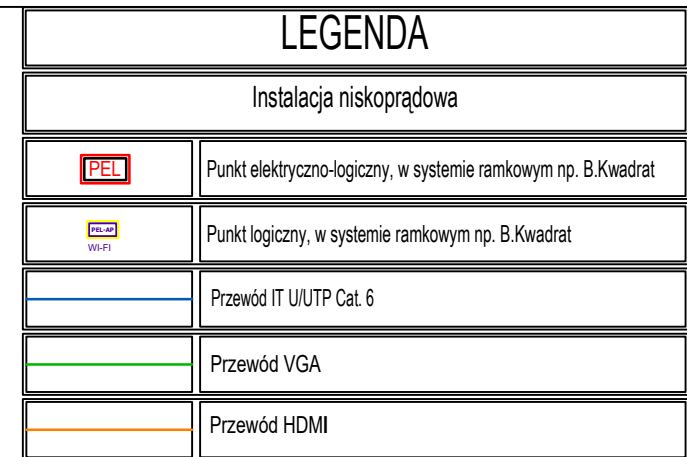 LEGENDA
Instalacja niskoprądowa
PEL
Punkt elektryczno-logiczny, w systemie ramkowym np. B.Kwadrat
PEL-AP
WI-FI
Punkt logiczny, w systemie ramkowym np. B.Kwadrat
Przewód IT U/UTP Cat. 6
Przewód VGA
Przewód HDMI